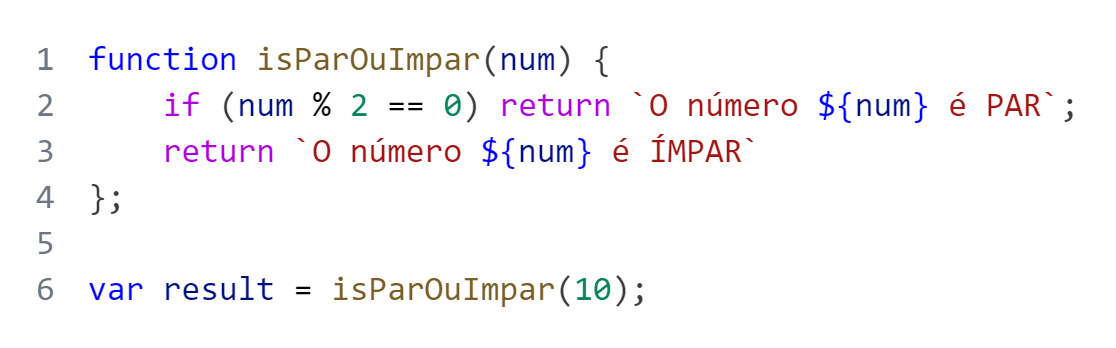 1 function isParOuImpar(num) {
2     if (num % 2 == 0) return `O número ${num} é PAR`;
3     return `O número ${num} é ÍMPAR`
4 };
5
6 var result = isParOuImpar(10);